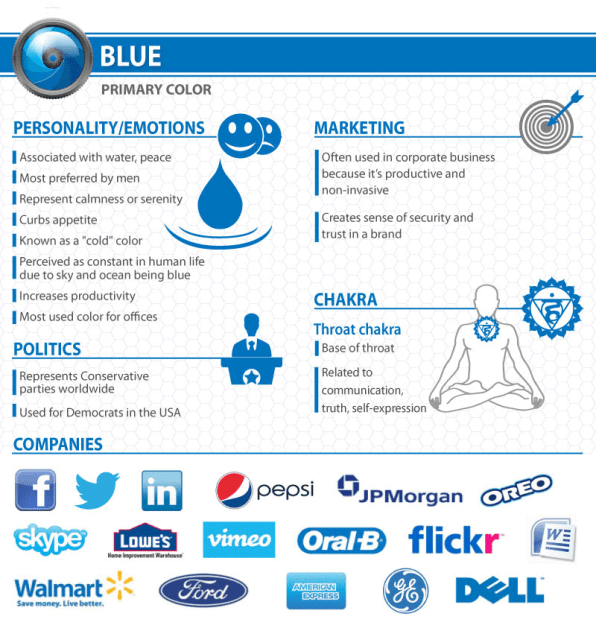 BLUE
PRIMARY COLOR
PERSONALITY/EMOTIONS
Associated with water, peace
Most preferred by men
Represent calmness or serenity
Curbs appetite
Known as a "cold" color
Perceived as constant in human life
due to sky and ocean being blue
Increases productivity
Most used color for offices
POLITICS
Represents Conservative
parties worldwide
Used for Democrats in the USA
MARKETING
Often used in corporate business
because it's productive and
non-invasive
Creates sense of security and
trust in a brand
CHAKRA
Throat chakra
Base of throat
Related to
communication,
truth, self-expression
COMPANIES
f
in
pepsi
JPMorgan
OREO
skype
LOWE'S
Home Improvement Warehouse
vimeo
Oral-B
flickr
W
Walmart
Save money. Live better.
Ford
AMERICAN
EXPRESS
GE
DELL